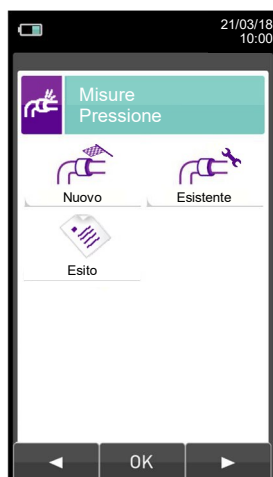 21/03/18
10:00
Misure
Pressione
Nuovo
Esistente
Esito
OK